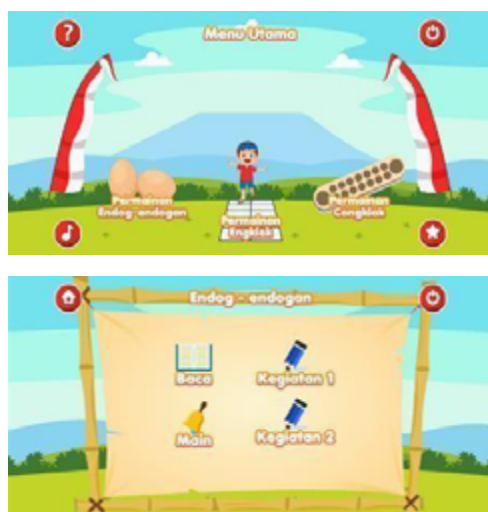 ?
Menu Utama
Permainan
Endog-endogan
Permainan
Engklek
Permainan
Congklak
Endog - endogan
Baca
Kegiatan 1
Main
Kegiatan 2